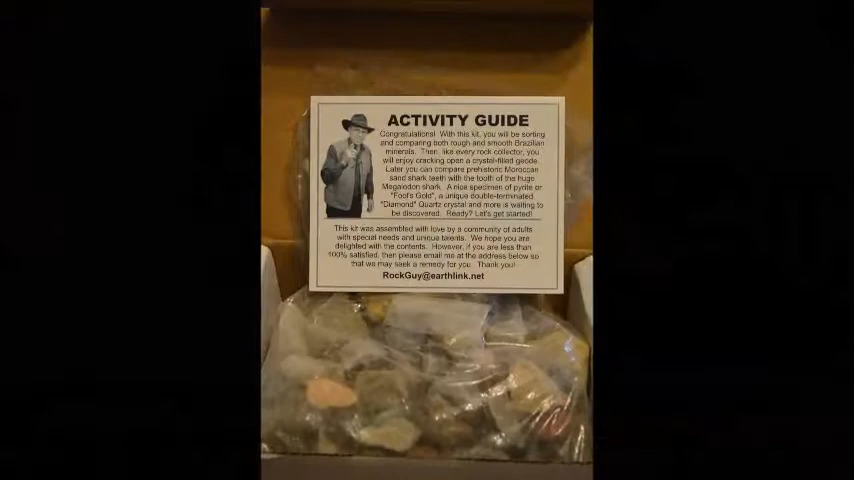 ACTIVITY GUIDE
Congratulations! With this kit, you will be sorting
and comparing both rough and smooth Brazilian
minerals. Then, like every rock collector, you
will enjoy cracking open a crystal-filled geode.
Later you can compare prehistoric Moroccan
sand shark teeth with the tooth of the huge
Megalodon shark. A nice specimen of pyrite or
"Fool's Gold", a unique double-terminated
"Diamond" Quartz crystal and more is waiting to
be discovered. Ready? Let's get started!
This kit was assembled with love by a community of adults
with special needs and unique talents. We hope you are
delighted with the contents. However, if you are less than
100% satisfied, then please email me at the address below so
that we may seek a remedy for you. Thank you!
RockGuy@earthlink.net